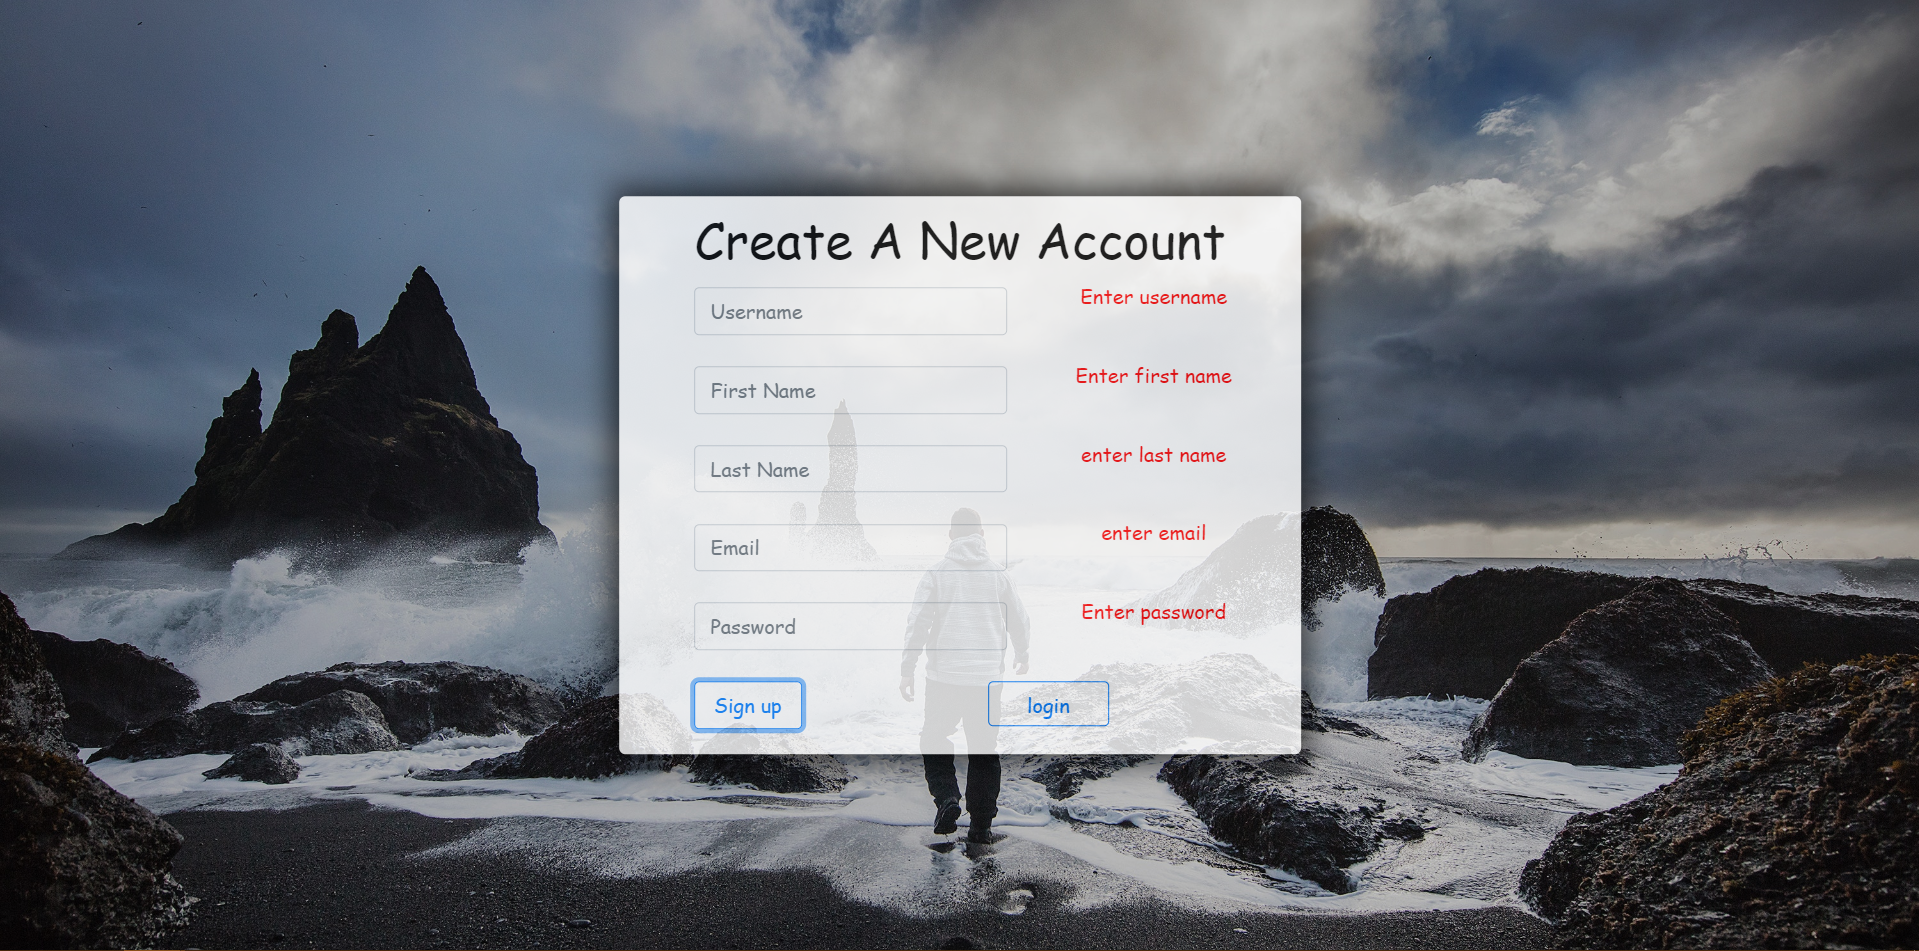 Create A New Account
Username Enter username
First Name Enter first name
Last Name enter last name
Email enter email
Password Enter password
Sign up login